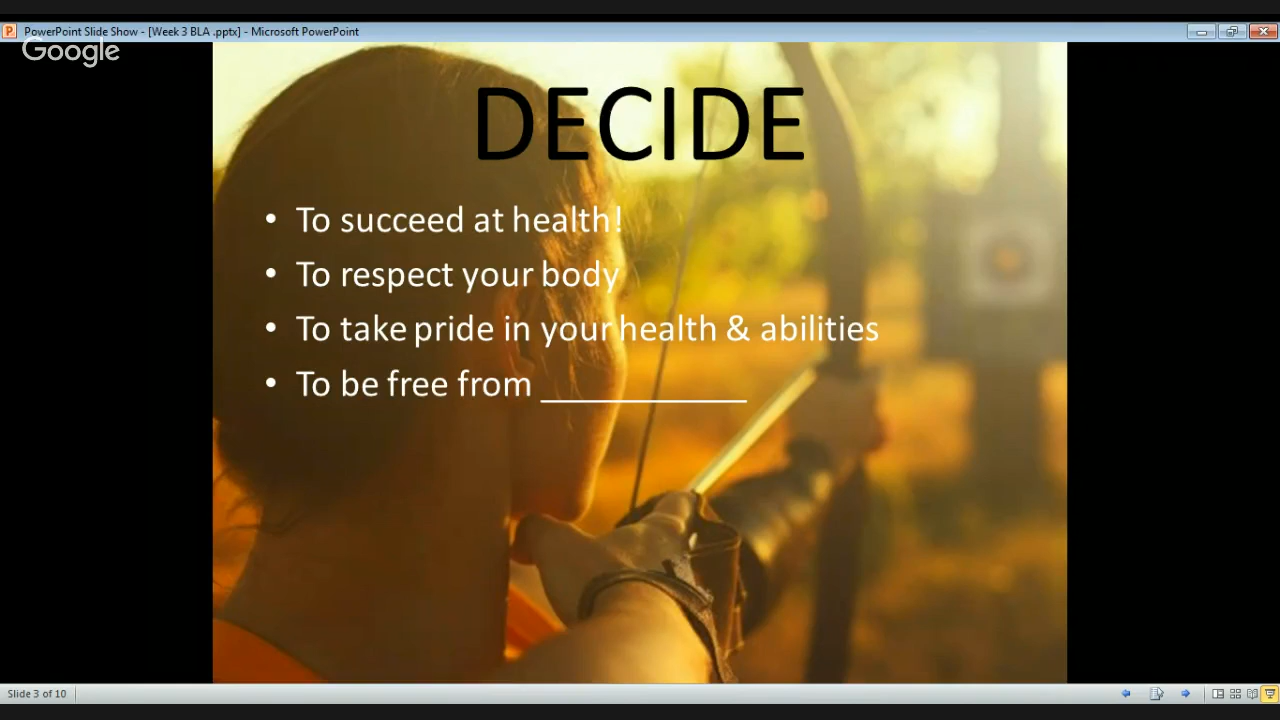 PowerPoint Slide Show - [Week 3 BLA .pptx] - Microsoft PowerPoint
Google
DECIDE
• To succeed at health!
• To respect your body
• To take pride in your health & abilities
• To be free from ___________
Slide 3 of 10